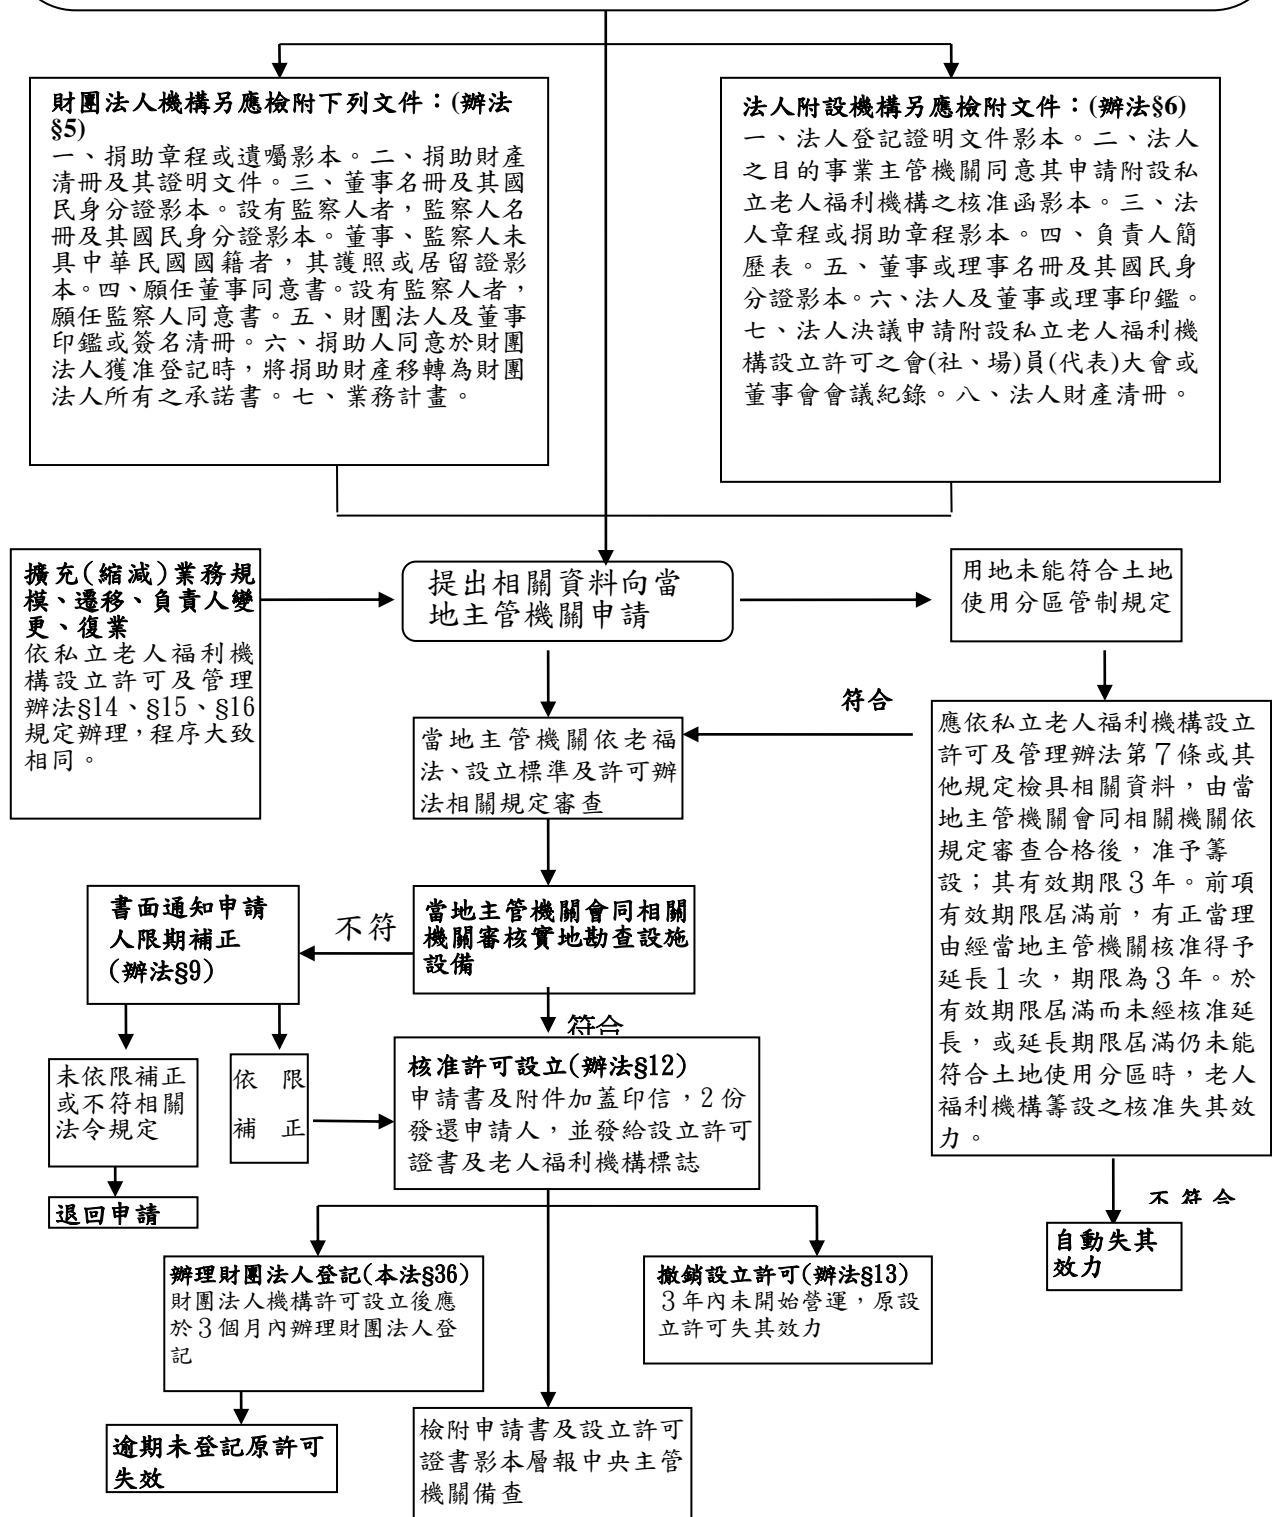 財團法人機構另應檢附下列文件：(辦法
§5)
一、捐助章程或遺囑影本。二、捐助財產
清冊及其證明文件。三、董事名冊及其國
民身分證影本。設有監察人者，監察人名
冊及其國民身分證影本。董事、監察人未
具中華民國國籍者，其護照或居留證影
本。四、願任董事同意書。設有監察人者，
願任監察人同意書。五、財團法人及董事
印鑑或簽名清冊。六、捐助人同意於財團
法人獲准登記時，將捐助財產移轉為財團
法人所有之承諾書。七、業務計畫。
法人附設機構另應檢附文件：(辦法§6)
一、法人登記證明文件影本。二、法人
之目的事業主管機關同意其申請附設私
立老人福利機構之核准函影本。三、法
人章程或捐助章程影本。四、負責人簡
歷表。五、董事或理事名冊及其國民身
分證影本。六、法人及董事或理事印鑑。
七、法人決議申請附設私立老人福利機
構設立許可之會(社、場)員(代表)大會或
董事會會議紀錄。八、法人財產清冊。
擴充(縮減)業務規
模、遷移、負責人變
更、復業
依私立老人福利機
構設立許可及管理
辦法§14、§15、§16
規定辦理，程序大致
相同。
提出相關資料向當
地主管機關申請
用地未能符合土地
使用分區管制規定
符合
當地主管機關依老福
法、設立標準及許可辦
法相關規定審查
應依私立老人福利機構設立
許可及管理辦法第７條或其
他規定檢具相關資料，由當
地主管機關會同相關機關依
規定審查合格後，准予籌
設；其有效期限３年。前項
有效期限屆滿前，有正當理
由經當地主管機關核准得予
延長１次，期限為３年。於
有效期限屆滿而未經核准延
長，或延長期限屆滿仍未能
符合土地使用分區時，老人
福利機構籌設之核准失其效
力。
書面通知申請
人限期補正
(辦法§9)
不符
當地主管機關會同相關
機關審核實地勘查設施
設備
符合
未依限補正
或不符相關
法令規定
依 限
補 正
核准許可設立(辦法§12)
申請書及附件加蓋印信，2 份
發還申請人，並發給設立許可
證書及老人福利機構標誌
退回申請
不符合
自動失其
效力
辦理財團法人登記(本法§36)
財團法人機構許可設立後應
於３個月內辦理財團法人登
記
撤銷設立許可(辦法§13)
３年內未開始營運，原設
立許可失其效力
逾期未登記原許可
失效
檢附申請書及設立許可
證書影本層報中央主管
機關備查